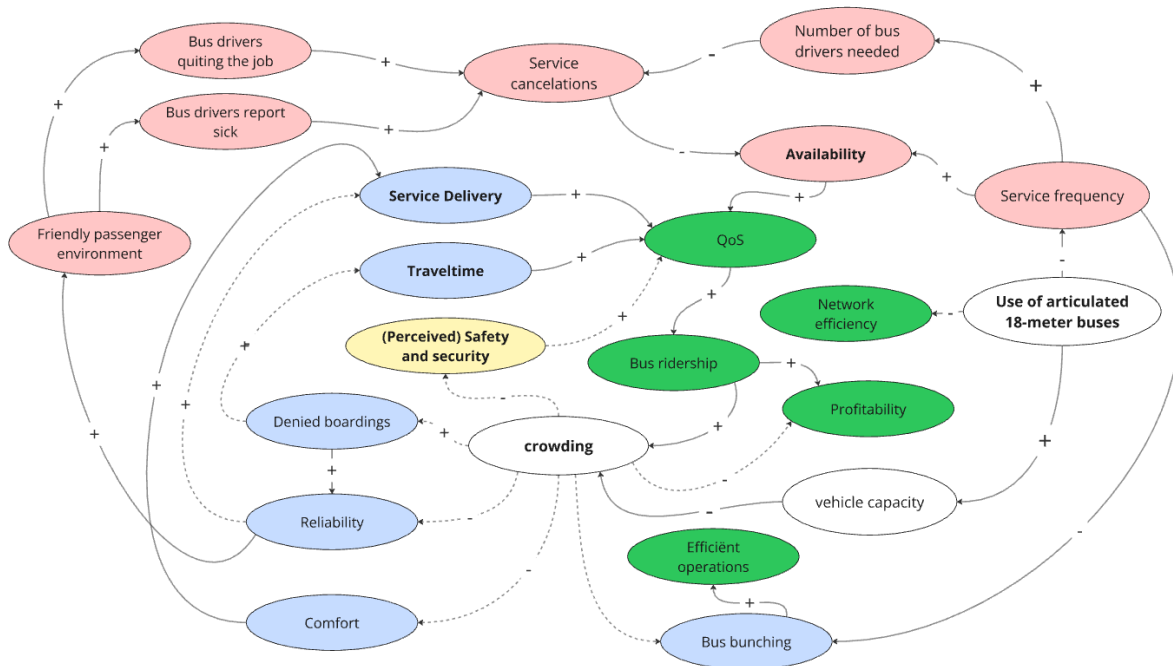 Bus drivers
quiting the job
Number of bus
drivers needed
Service
cancelations
+
-
+
+
Bus drivers report
sick
+
+
-
Availability
+
Service Delivery
+
+
Service frequency
Friendly passenger
environment
QoS
-
Traveltime
+
+
+
Use of articulated
18-meter buses
Network
efficiency
-
(Perceived) Safety
and security
+
Bus ridership
+
-
+
Profitability
Denied boardings
+
crowding
+
+
+
+
-
vehicle capacity
Reliability
-
-
-
Efficiënt
operations
-
+
Comfort
Bus bunching